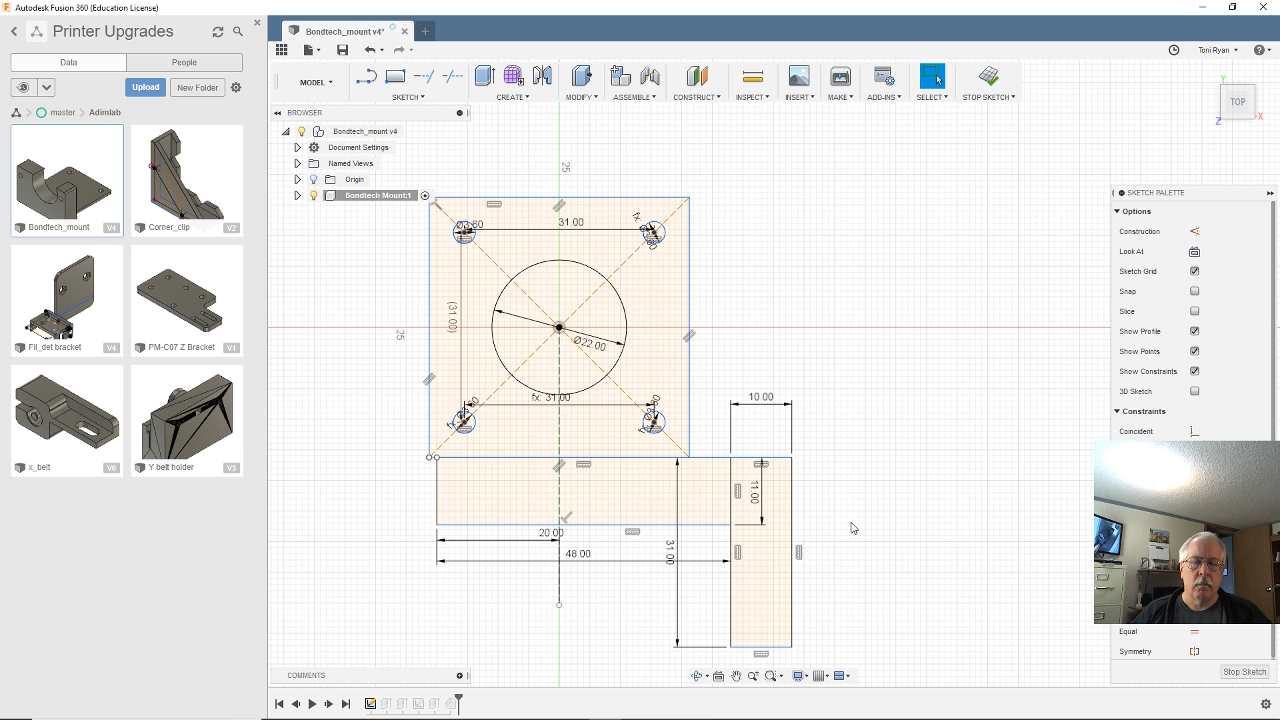 Autodesk Fusion 360 (Education License)
Printer Upgrades
Data
People
Upload
New Folder
master > Adimlab
Bondtech_mount
V4
Corner_clip
V2
Fil_det bracket
V4
PM-C07 Z Bracket
V1
x_belt
V6
Y belt holder
V3
Bondtech_mount v4*
Toni Ryan
MODEL
SKETCH
CREATE
MODIFY
ASSEMBLE
CONSTRUCT
INSPECT
INSERT
MAKE
ADD-INS
SELECT
STOP SKETCH
BROWSER
Bondtech_mount v4
Document Settings
Named Views
Origin
Bondtech Mount:1
TOP
Y
X
Z
25
31.00
(31.00)
25
Ø22.00
fx: 31.00
10.00
11.00
20.00
48.00
31.00
SKETCH PALETTE
Options
Construction
Look At
Sketch Grid
Snap
Slice
Show Profile
Show Points
Show Constraints
3D Sketch
Constraints
Coincident
Equal
Symmetry
Stop Sketch
COMMENTS